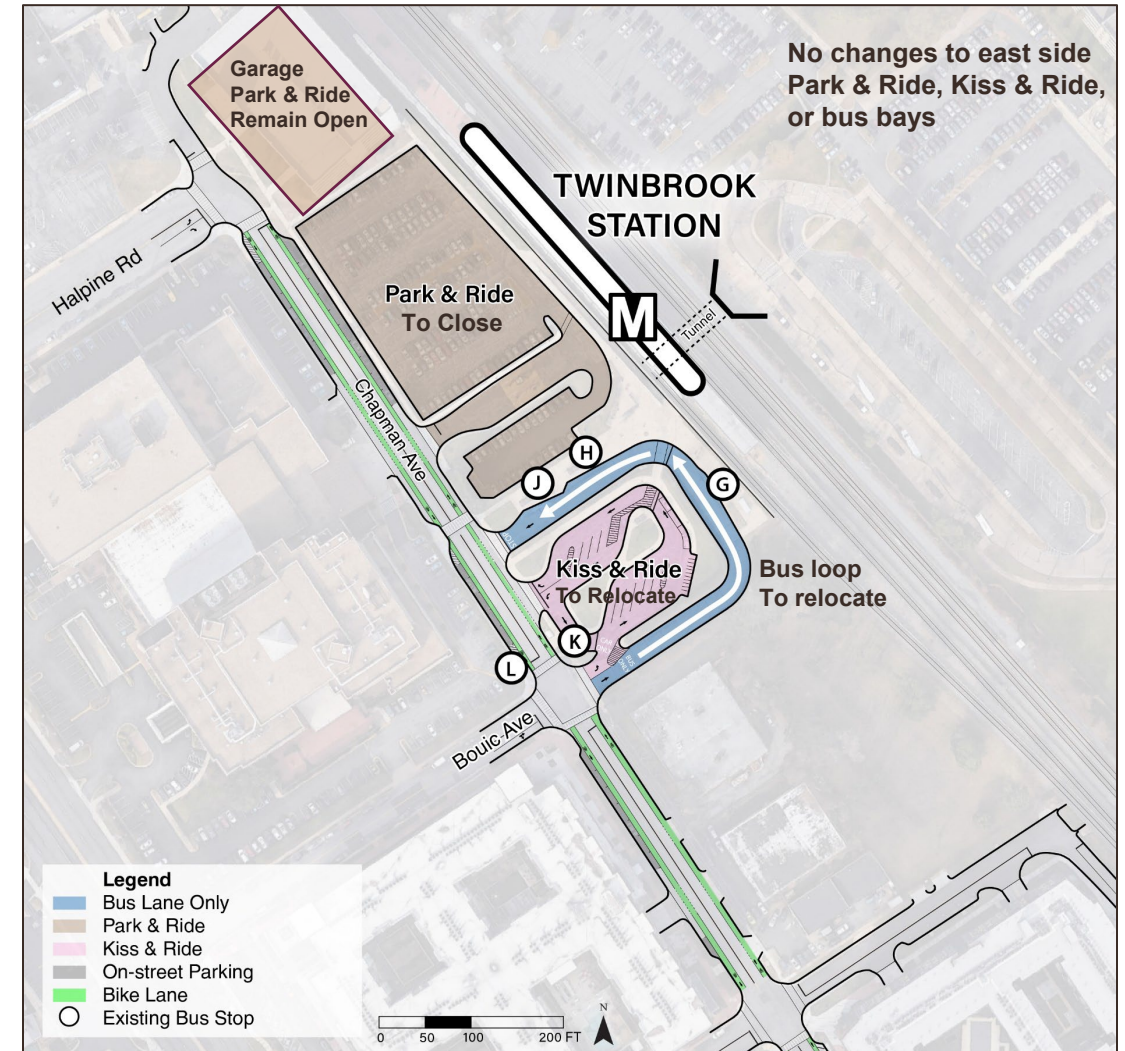 Garage
Park & Ride
Remain Open
No changes to east side
Park & Ride, Kiss & Ride,
or bus bays
TWINBROOK
STATION
M
Tunnel
Halpine Rd
Park & Ride
To Close
Chapman Ave
H
J
G
STOP
Kiss & Ride
To Relocate
Bus loop
To relocate
K
L
BUS
ONLY
Bouic Ave
Legend
Bus Lane Only
Park & Ride
Kiss & Ride
On-street Parking
Bike Lane
Existing Bus Stop
0 50 100 200 FT
N